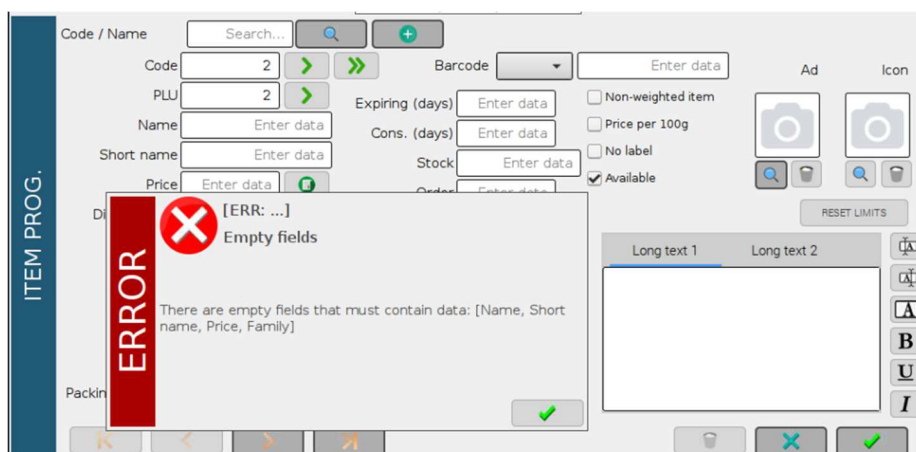 Code / Name Search...
Code 2 Barcode Enter data Ad Icon
PLU 2 Expiring (days) Enter data Non-weighted item
Name Enter data Cons. (days) Enter data Price per 100g
Short name Enter data Stock Enter data No label
Price Enter data Order Enter data Available
RESET LIMITS
ITEM PROG.
ERROR
[ERR: ...]
Empty fields
There are empty fields that must contain data: [Name, Short
name, Price, Family]
Long text 1 Long text 2
A
A
A
B
U
I